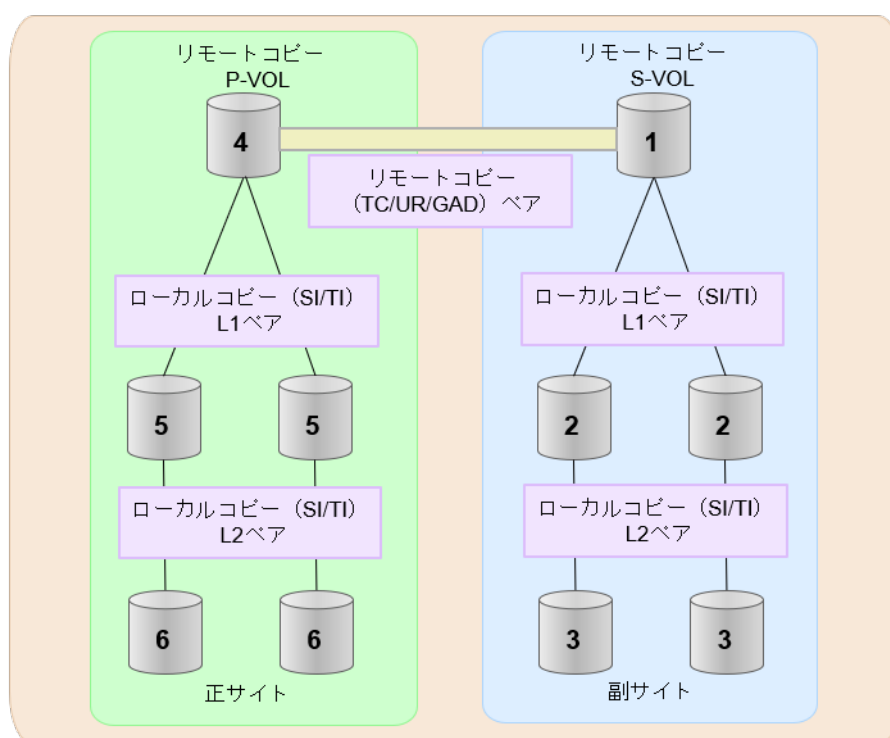 リモートコピー
P-VOL
リモートコピー
S-VOL
4
1
リモートコピー
（TC/UR/GAD）ペア
ローカルコピー（SI/TI）
L1ペア
ローカルコピー（SI/TI）
L1ペア
5
5
2
2
ローカルコピー（SI/TI）
L2ペア
ローカルコピー（SI/TI）
L2ペア
6
6
3
3
正サイト
副サイト